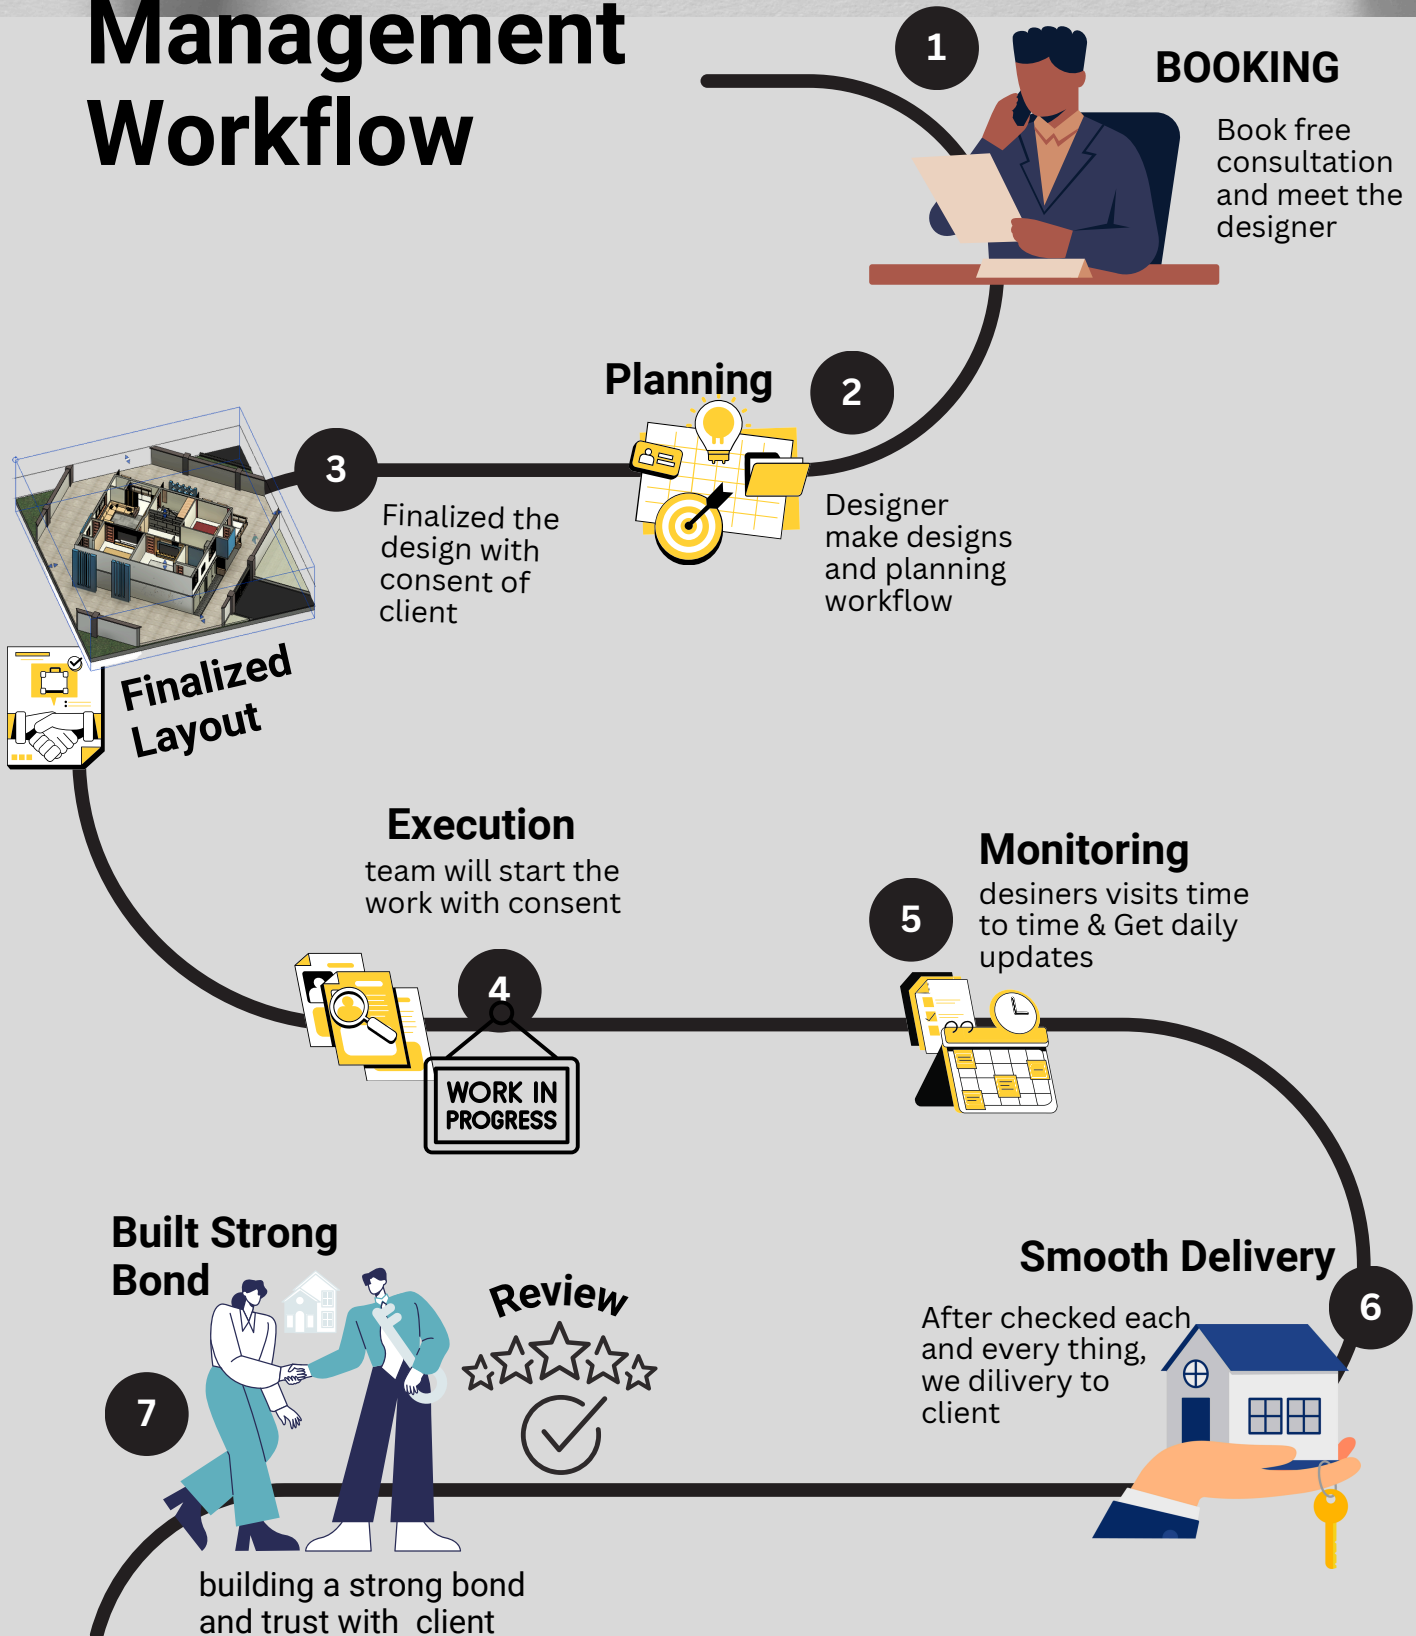 Management
Workflow
1
BOOKING
Book free
consultation
and meet the
designer
Planning
2
Designer
make designs
and planning
workflow
3
Finalized the
design with
consent of
client
Finalized
Layout
Execution
team will start the
work with consent
4
WORK IN
PROGRESS
Monitoring
5
desiners visits time
to time & Get daily
updates
Smooth Delivery
6
After checked each
and every thing,
we dilivery to
client
Built Strong
Bond
Review
7
building a strong bond
and trust with client